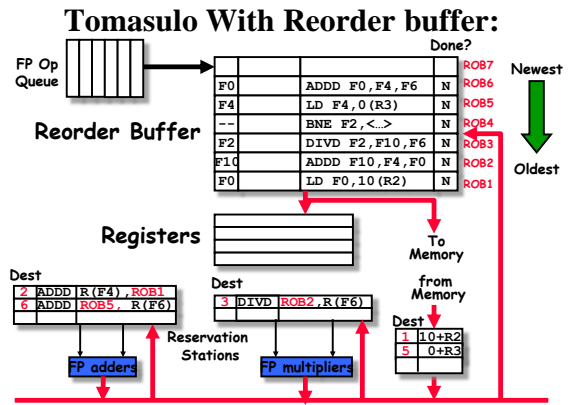 Tomasulo With Reorder buffer:
Done?
FP Op
Queue
ROB7
F0 ADDD F0,F4,F6 N ROB6
F4 LD F4,0(R3) N ROB5
-- BNE F2,<…> N ROB4
F2 DIVD F2,F10,F6 N ROB3
F10 ADDD F10,F4,F0 N ROB2
F0 LD F0,10(R2) N ROB1
Newest
Oldest
Reorder Buffer
Registers
To
Memory
from
Memory
Dest
2 ADDD R(F4),ROB1
6 ADDD ROB5, R(F6)
Dest
3 DIVD ROB2,R(F6)
Dest
1 10+R2
5 0+R3
Reservation
Stations
FP adders
FP multipliers